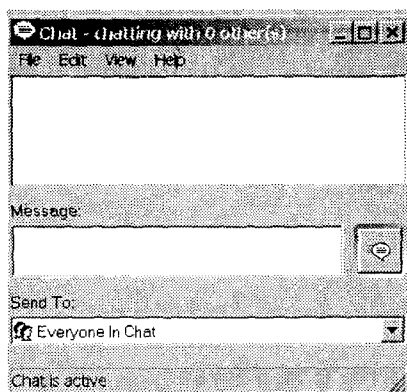 Chat - chatting with 0 other(s)
File Edit View Help
Message:
Send To:
Everyone In Chat
Chat is active